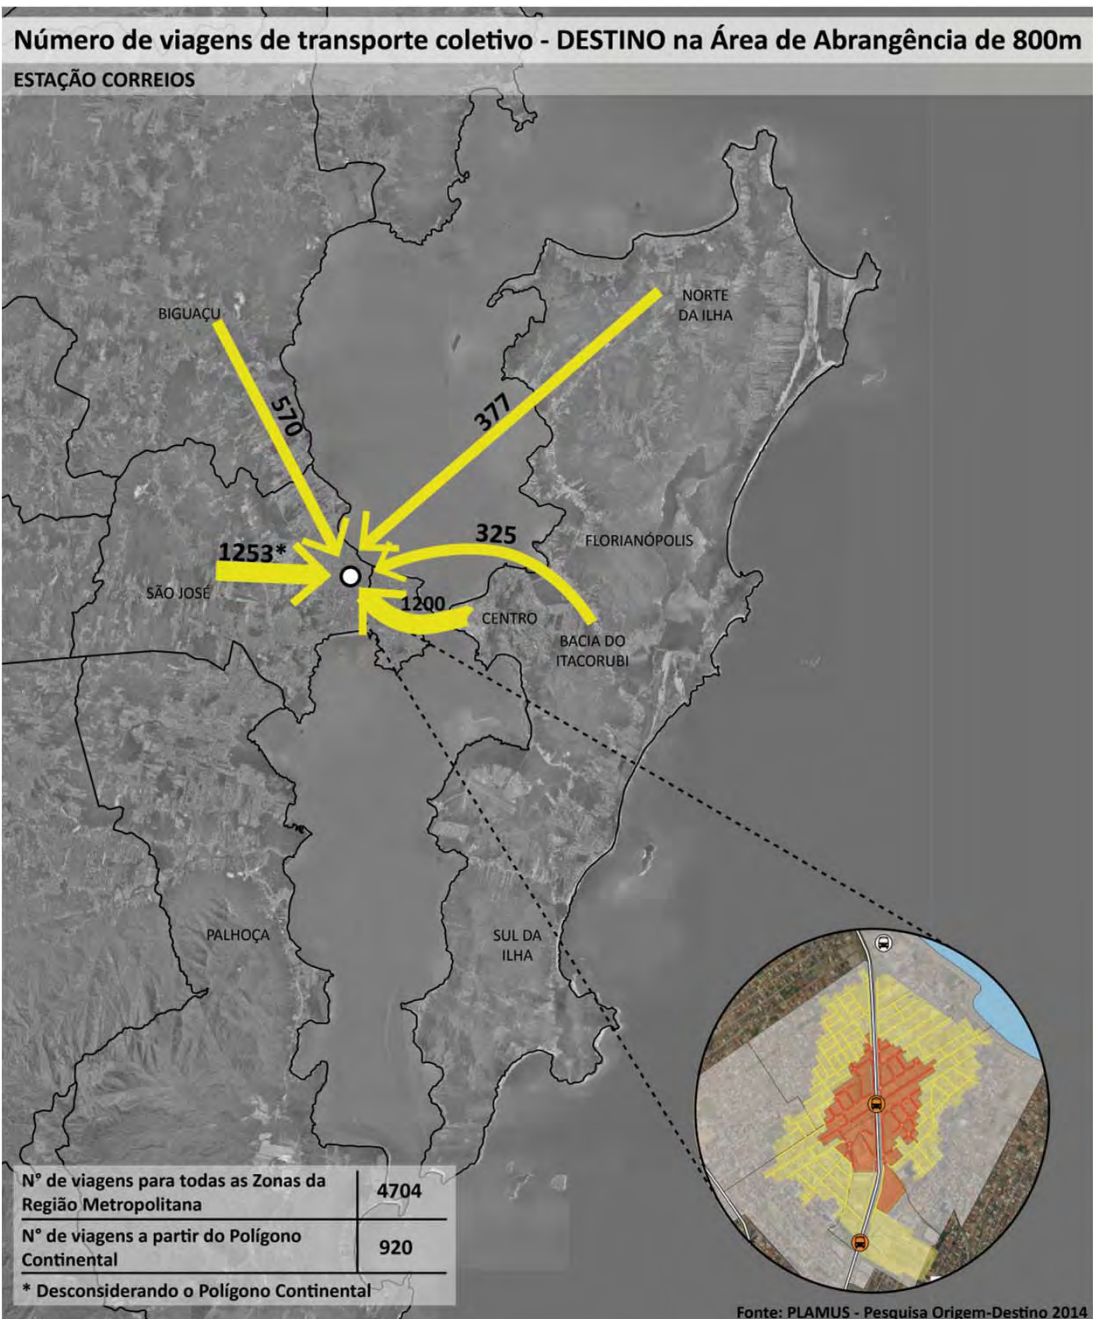 Número de viagens de transporte coletivo - DESTINO na Área de Abrangência de 800m
ESTAÇÃO CORREIOS
NORTE
DA ILHA
BIGUAÇU
570
377
325
FLORIANÓPOLIS
1253*
SÃO JOSÉ
1200
CENTRO
BACIA DO
ITACORUBI
PALHOÇA
SUL DA
ILHA
N° de viagens para todas as Zonas da
Região Metropolitana
4704
N° de viagens a partir do Polígono
Continental
920
* Desconsiderando o Polígono Continental
Fonte: PLAMUS - Pesquisa Origem-Destino 2014